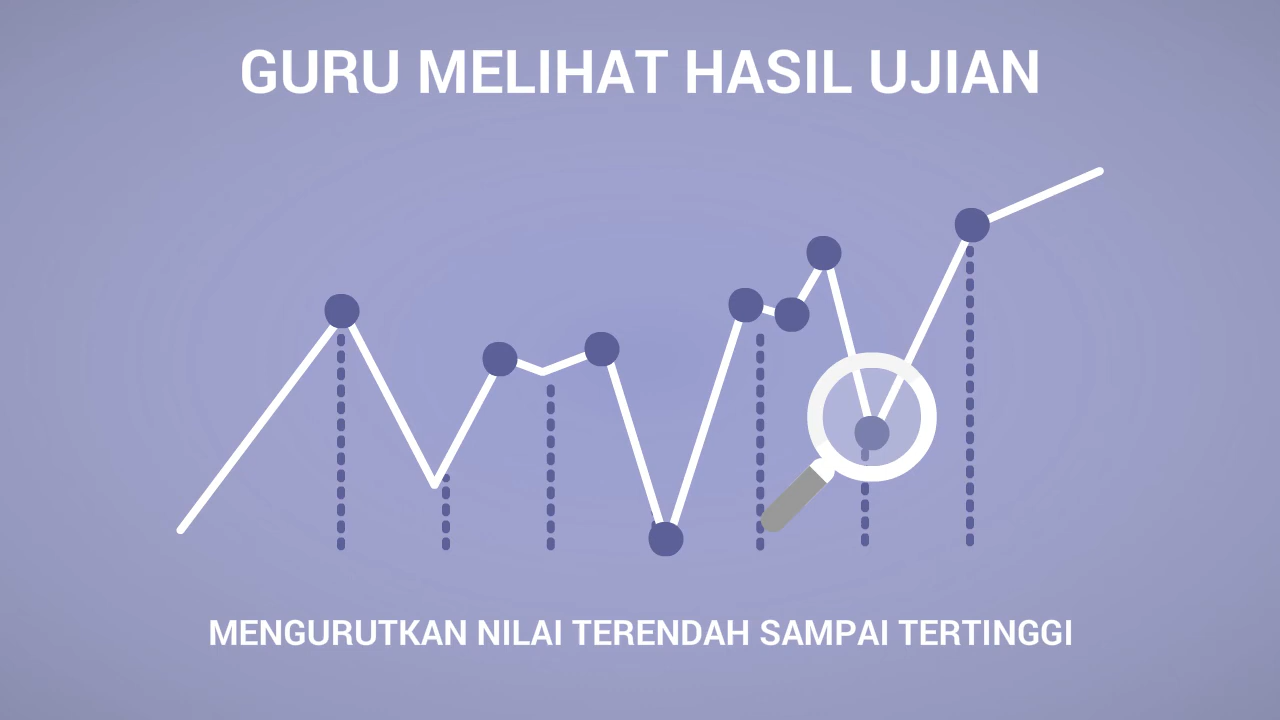 GURU MELIHAT HASIL UJIAN
MENGURUTKAN NILAI TERENDAH SAMPAI TERTINGGI